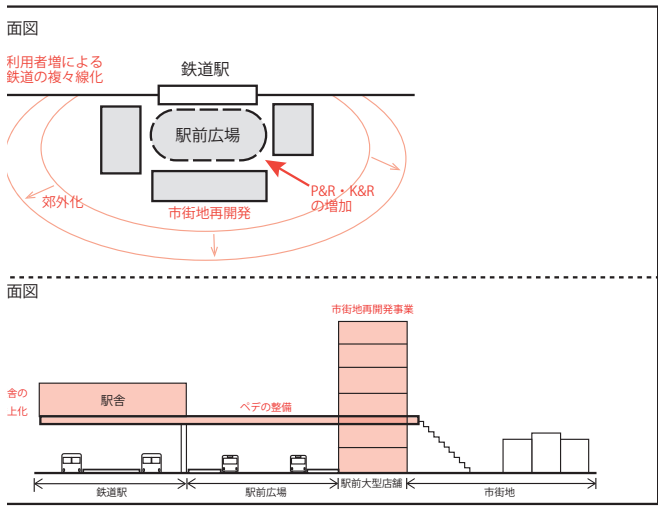 面図
利用者増による
鉄道の複々線化
鉄道駅
駅前広場
P&R・K&R
の増加
郊外化
市街地再開発
面図
市街地再開発事業
舎の
上化
駅舎
ペデの整備
鉄道駅
駅前広場
駅前大型店舗
市街地